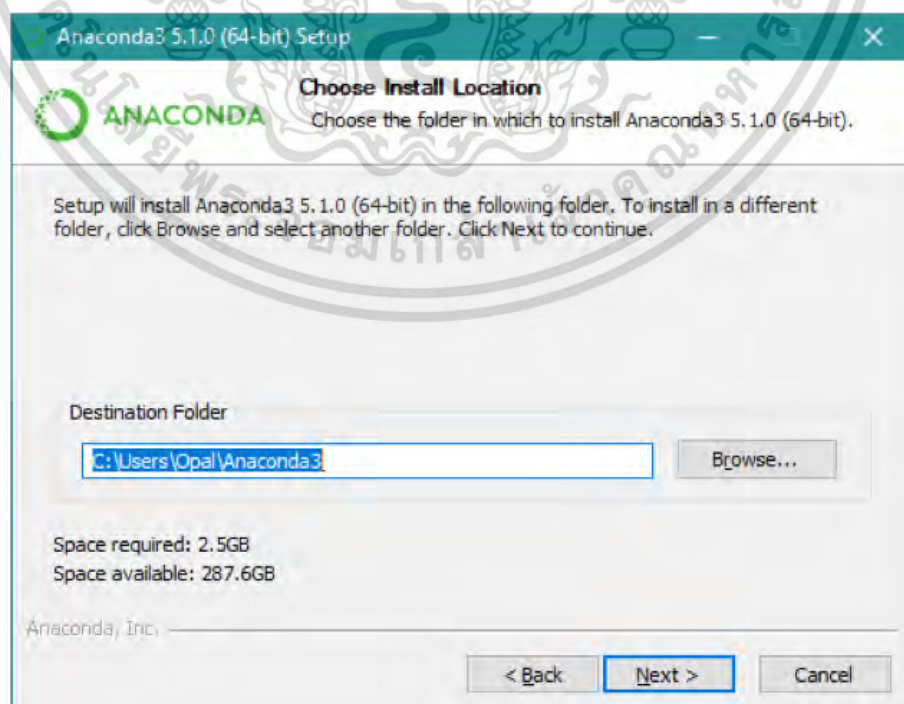 Anaconda3 5.1.0 (64-bit) Setup
ANACONDA
Choose Install Location
Choose the folder in which to install Anaconda3 5.1.0 (64-bit).
Setup will install Anaconda3 5.1.0 (64-bit) in the following folder. To install in a different
folder, click Browse and select another folder. Click Next to continue.
Destination Folder
C:\Users\Opal\Anaconda3
Browse...
Space required: 2.5GB
Space available: 287.6GB
Anaconda, Inc.
< Back
Next >
Cancel